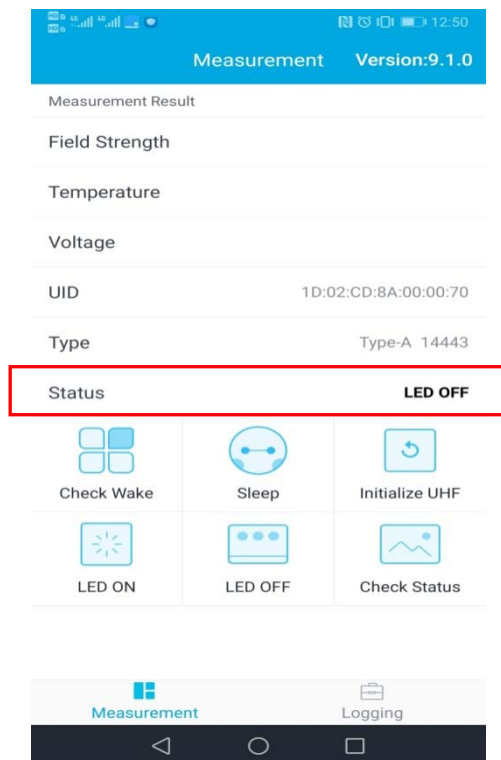 12:50
Measurement Version:9.1.0
Measurement Result
Field Strength
Temperature
Voltage
UID 1D:02:CD:8A:00:00:70
Type Type-A 14443
Status LED OFF
Check Wake Sleep Initialize UHF
LED ON LED OFF Check Status
Measurement Logging